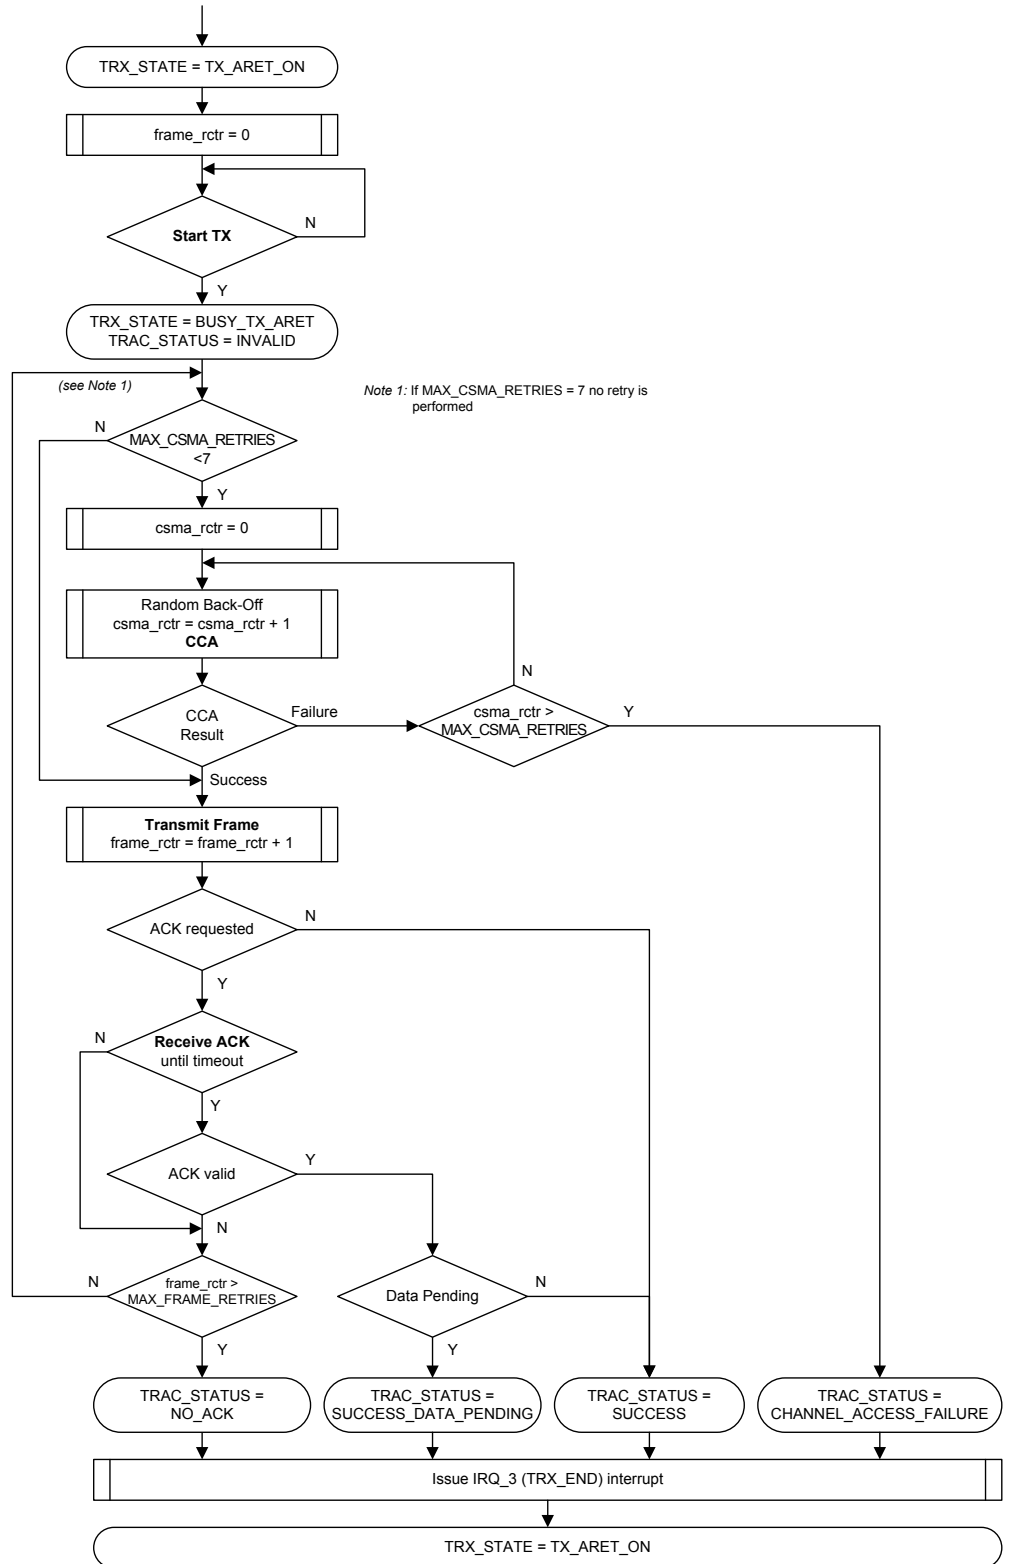 TRX_STATE = TX_ARET_ON
frame_rctr = 0
Start TX
N
Y
TRX_STATE = BUSY_TX_ARET
TRAC_STATUS = INVALID
(see Note 1)
Note 1: If MAX_CSMA_RETRIES = 7 no retry is
performed
N
MAX_CSMA_RETRIES
<7
Y
csma_rctr = 0
Random Back-Off
csma_rctr = csma_rctr + 1
CCA
N
CCA
Result
Failure
csma_rctr >
MAX_CSMA_RETRIES
Y
Success
Transmit Frame
frame_rctr = frame_rctr + 1
ACK requested
N
Y
N
Receive ACK
until timeout
Y
ACK valid
Y
N
N
frame_rctr >
MAX_FRAME_RETRIES
Data Pending
N
Y
Y
TRAC_STATUS =
NO_ACK
TRAC_STATUS =
SUCCESS_DATA_PENDING
TRAC_STATUS =
SUCCESS
TRAC_STATUS =
CHANNEL_ACCESS_FAILURE
Issue IRQ_3 (TRX_END) interrupt
TRX_STATE = TX_ARET_ON